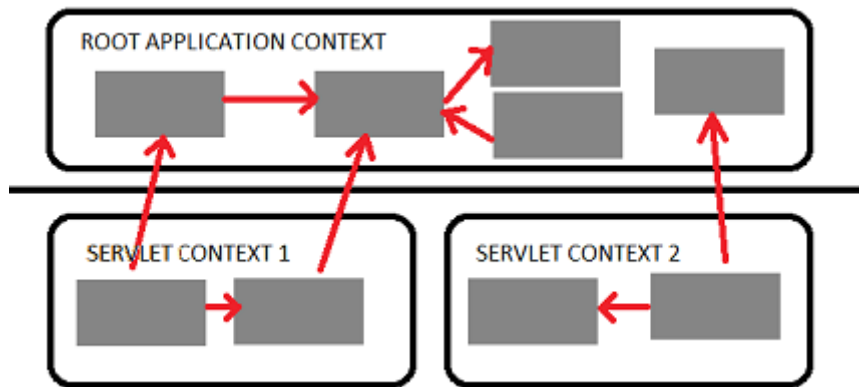 ROOT APPLICATION CONTEXT
SERVLET CONTEXT 1
SERVLET CONTEXT 2